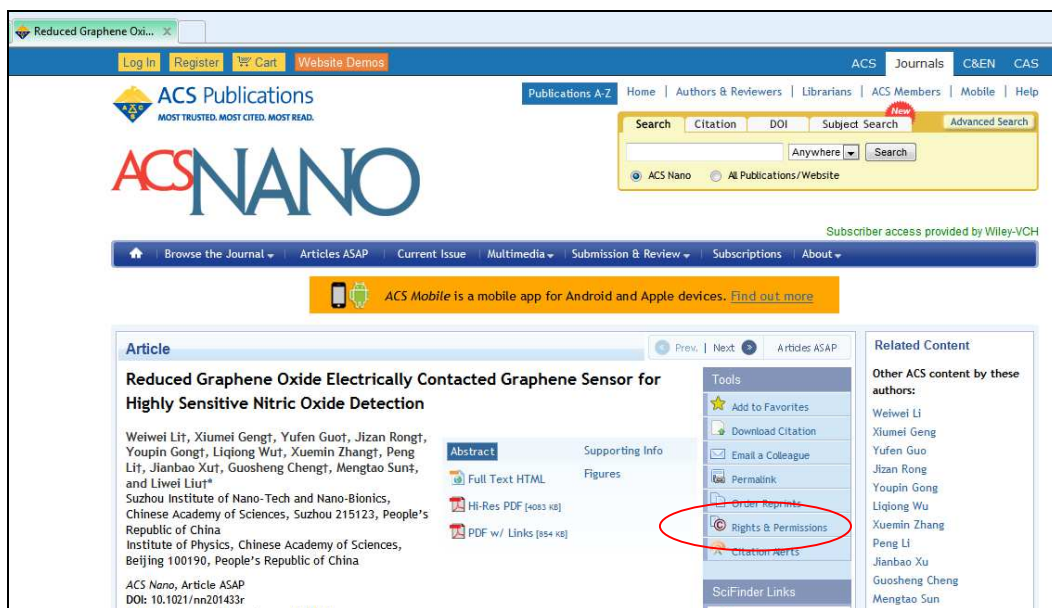 Reduced Graphene Oxi... x
Log In Register Cart Website Demos
ACS Journals C&EN CAS
ACS Publications
MOST TRUSTED. MOST CITED. MOST READ.
Publications A-Z Home | Authors & Reviewers | Librarians | ACS Members | Mobile | Help
New
Search Citation DOI Subject Search Advanced Search
Anywhere Search
ACS Nano All Publications/Website
ACSNANO
Subscriber access provided by Wiley-VCH
Browse the Journal Articles ASAP Current Issue Multimedia Submission & Review Subscriptions About
ACS Mobile is a mobile app for Android and Apple devices. Find out more
Article
Prev. | Next Articles ASAP
Reduced Graphene Oxide Electrically Contacted Graphene Sensor for
Highly Sensitive Nitric Oxide Detection
Weiwei Li†, Xiumei Geng†, Yufen Guo†, Jizan Rong†,
Youpin Gong†, Liqiong Wu†, Xuemin Zhang†, Peng
Li†, Jianbao Xu†, Guosheng Cheng†, Mengtao Sun‡,
and Liwei Liu†*
Suzhou Institute of Nano-Tech and Nano-Bionics,
Chinese Academy of Sciences, Suzhou 215123, People's
Republic of China
Institute of Physics, Chinese Academy of Sciences,
Beijing 100190, People's Republic of China
ACS Nano, Article ASAP
DOI: 10.1021/nn201433r
Abstract
Full Text HTML
Hi-Res PDF [4083 KB]
PDF w/ Links [854 KB]
Supporting Info
Figures
Tools
Add to Favorites
Download Citation
Email a Colleague
Permalink
Order Reprints
Rights & Permissions
Citation Alerts
SciFinder Links
Related Content
Other ACS content by these
authors:
Weiwei Li
Xiumei Geng
Yufen Guo
Jizan Rong
Youpin Gong
Liqiong Wu
Xuemin Zhang
Peng Li
Jianbao Xu
Guosheng Cheng
Mengtao Sun